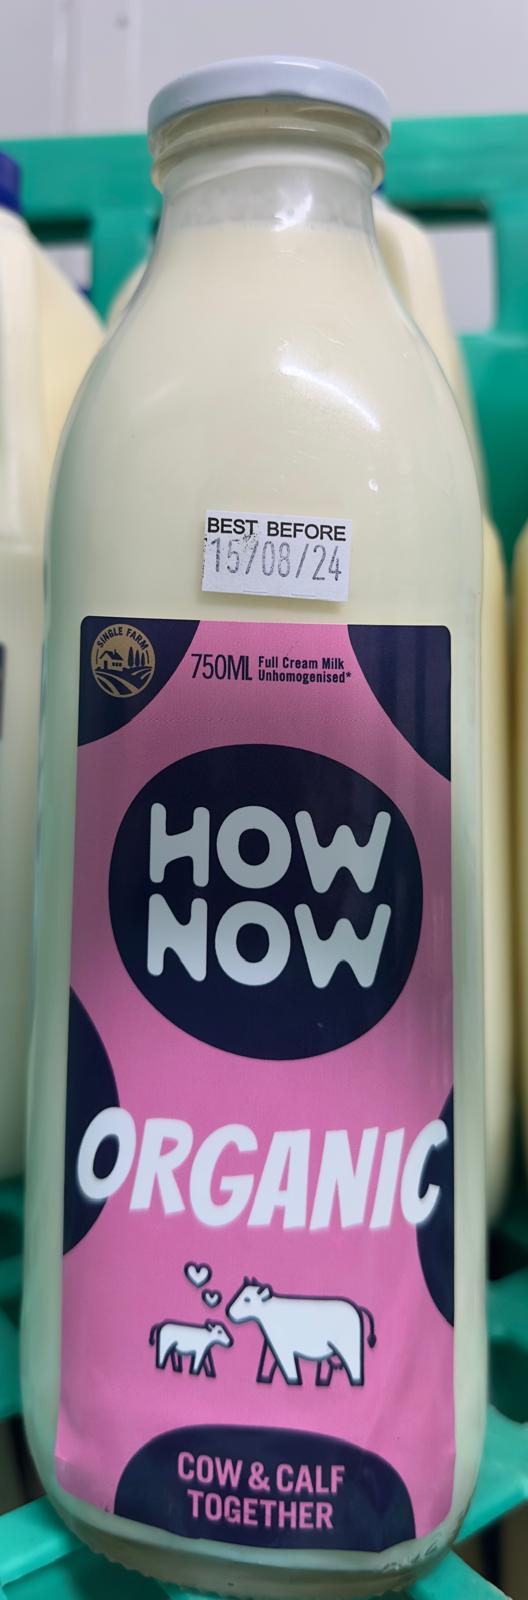 BEST BEFORE
15/08/24
SINGLE FARM
750ML Full Cream Milk
Unhomogenised*
HOW
NOW
ORGANIC
COW & CALF
TOGETHER